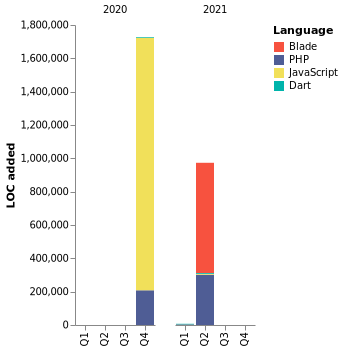 2020 2021
Language
Blade
PHP
JavaScript
Dart
LOC added
1,800,000
1,600,000
1,400,000
1,200,000
1,000,000
800,000
600,000
400,000
200,000
0
Q1 Q2 Q3 Q4 Q1 Q2 Q3 Q4